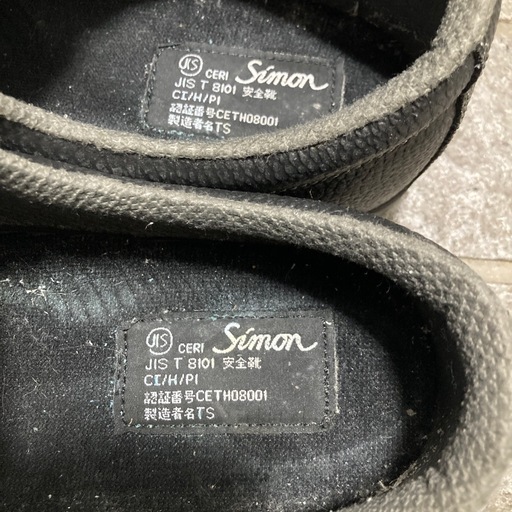 JIS CERI Simon
JIS T 8101 安全靴
CI/H/PI
認証番号CETH08001
製造者名TS
JIS CERI Simon
JIS T 8101 安全靴
CI/H/PI
認証番号CETH08001
製造者名TS